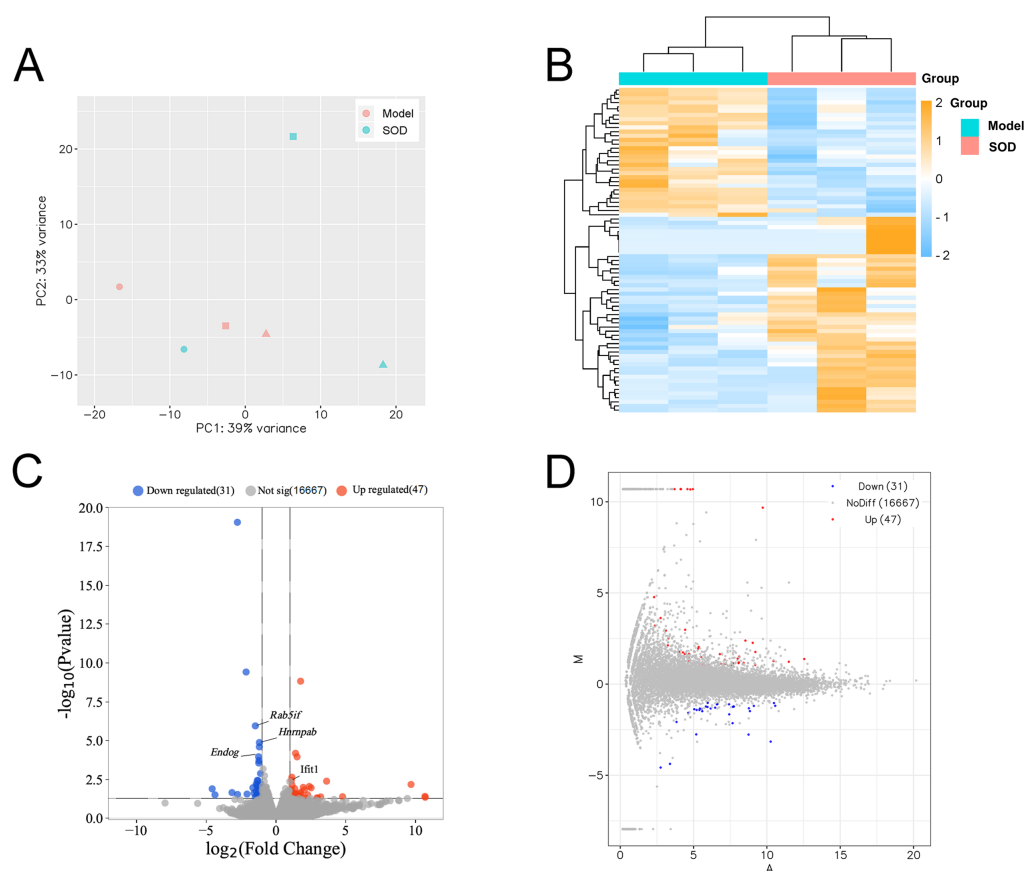 A
Model
SOD
20
10
0
−10
PC2: 33% variance
−20
−10
0
10
20
PC1: 39% variance
B
Group
2
1
0
-1
-2
Group
Model
SOD
C
Down regulated(31)
Not sig(16667)
Up regulated(47)
20.0
17.5
15.0
12.5
10.0
7.5
5.0
2.5
0.0
-log10(Pvalue)
Rab5if
Hnrnpab
Endog
Ifit1
−10
−5
0
5
10
log2(Fold Change)
D
Down (31)
NoDiff (16667)
Up (47)
10
5
0
−5
M
0
5
10
15
20
A